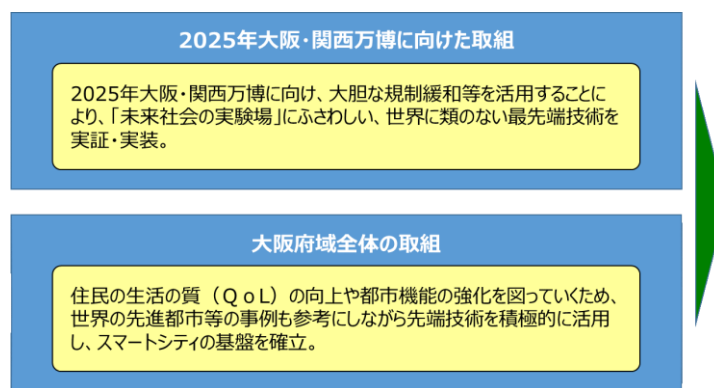 2025年大阪・関西万博に向けた取組
2025年大阪・関西万博に向け、大胆な規制緩和等を活用することに
より、「未来社会の実験場」にふさわしい、世界に類のない最先端技術を
実証・実装。
大阪府域全体の取組
住民の生活の質（ＱｏＬ）の向上や都市機能の強化を図っていくため、
世界の先進都市等の事例も参考にしながら先端技術を積極的に活用
し、スマートシティの基盤を確立。